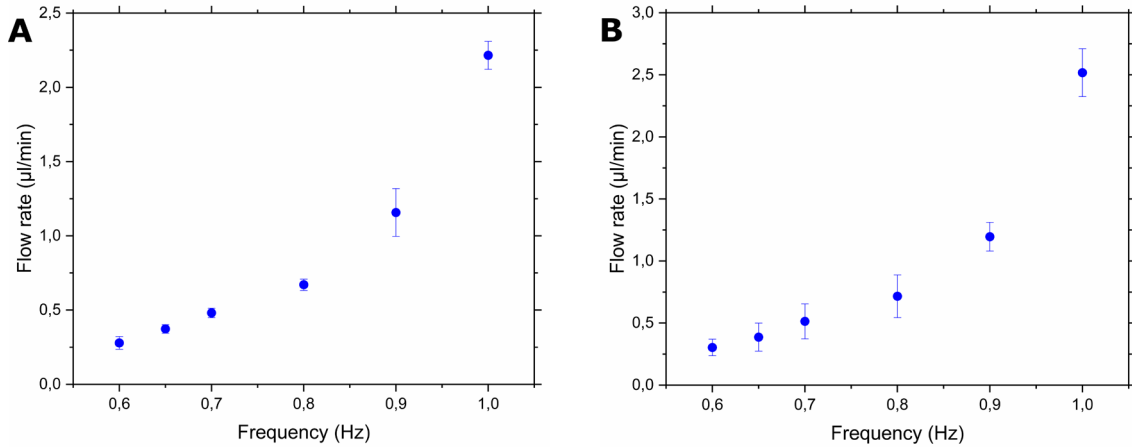 A
Flow rate (µl/min)
2,5
2,0
1,5
1,0
0,5
0,0
0,6 0,7 0,8 0,9 1,0
Frequency (Hz)
B
Flow rate (µl/min)
3,0
2,5
2,0
1,5
1,0
0,5
0,0
0,6 0,7 0,8 0,9 1,0
Frequency (Hz)